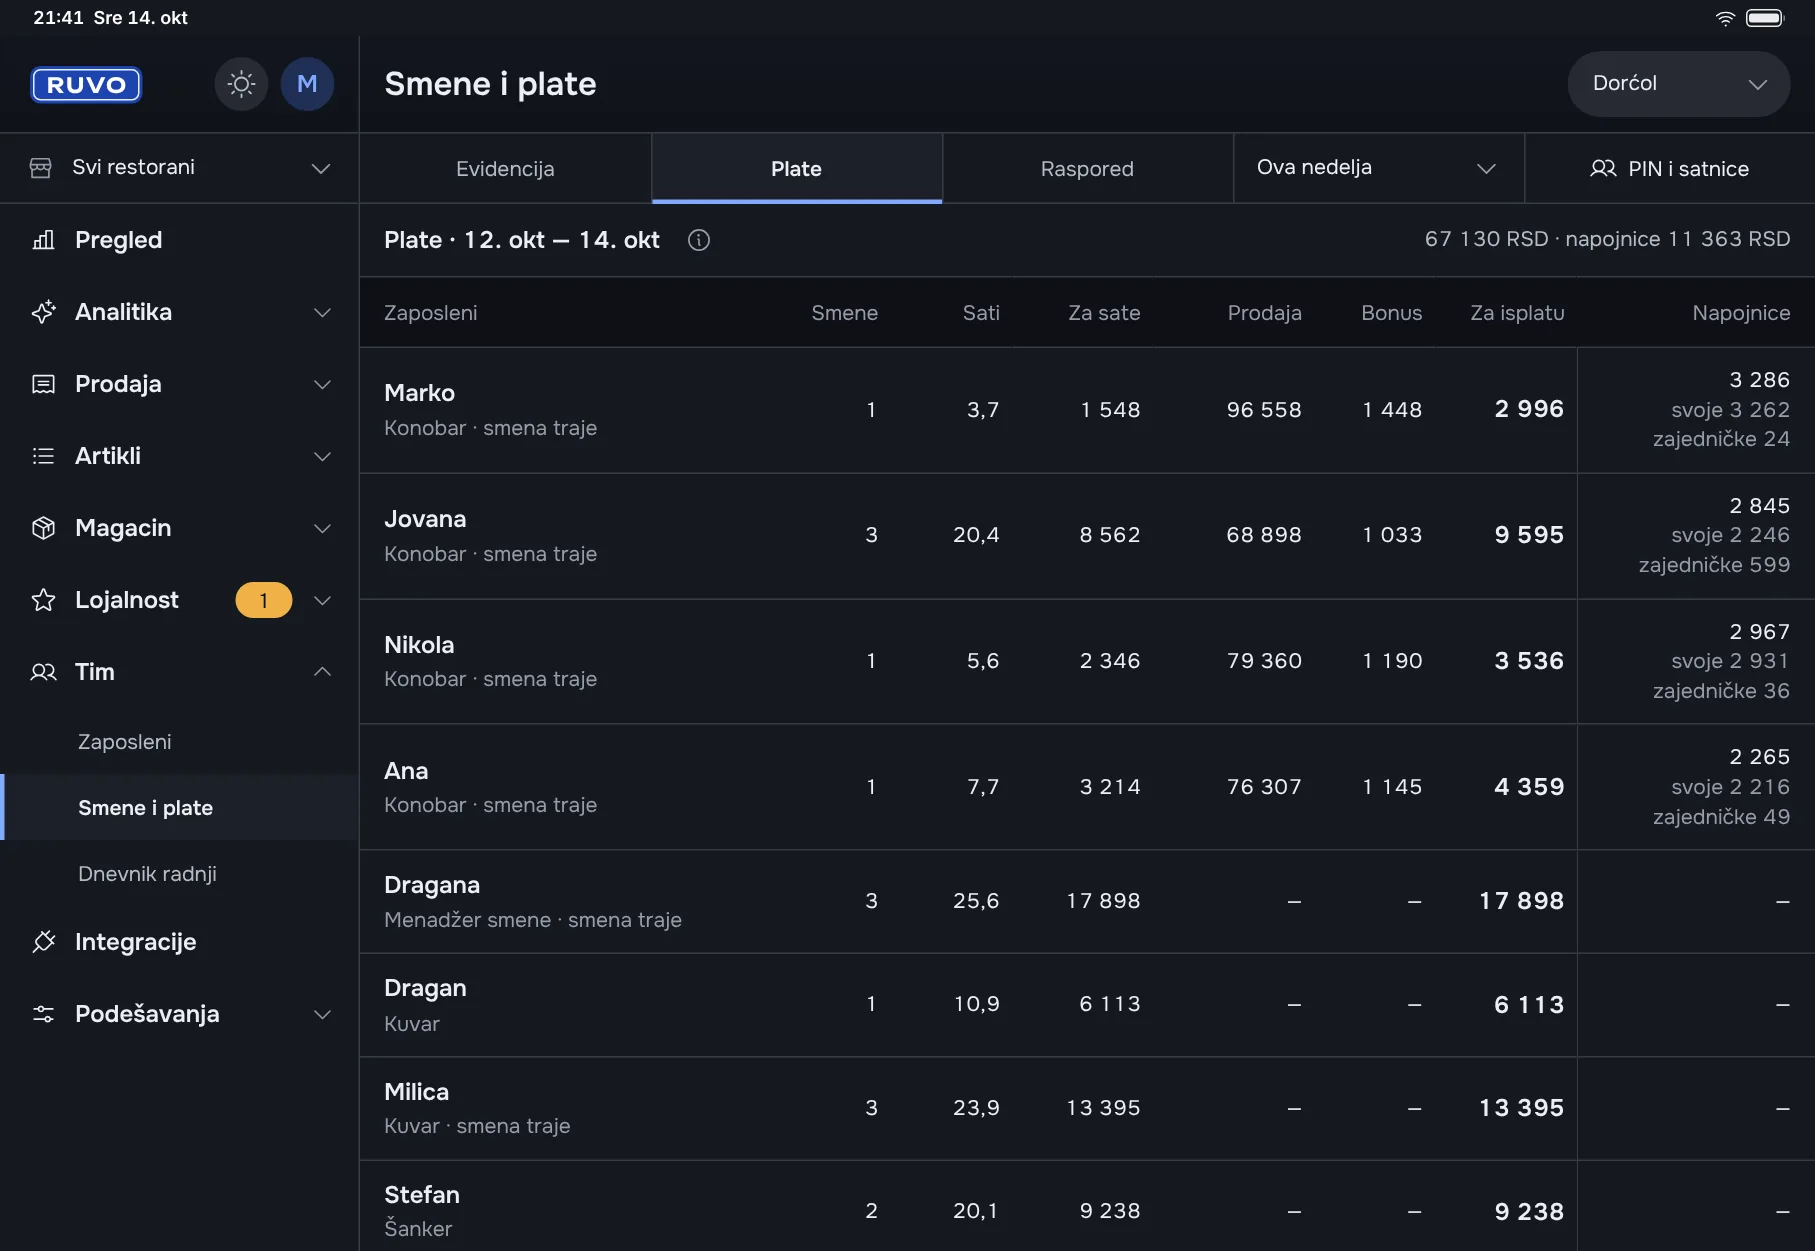 21:41 Sre 14. okt
RUVO
M
Smene i plate
Dorćol
Svi restorani
Evidencija
Plate
Raspored
Ova nedelja
PIN i satnice
Pregled
Analitika
Prodaja
Artikli
Magacin
Lojalnost 1
Tim
Zaposleni
Smene i plate
Dnevnik radnji
Integracije
Podešavanja
Plate · 12. okt — 14. okt
67 130 RSD · napojnice 11 363 RSD
Zaposleni Smene Sati Za sate Prodaja Bonus Za isplatu Napojnice
Marko
Konobar · smena traje
1 3,7 1 548 96 558 1 448 2 996
3 286
svoje 3 262
zajedničke 24
Jovana
Konobar · smena traje
3 20,4 8 562 68 898 1 033 9 595
2 845
svoje 2 246
zajedničke 599
Nikola
Konobar · smena traje
1 5,6 2 346 79 360 1 190 3 536
2 967
svoje 2 931
zajedničke 36
Ana
Konobar · smena traje
1 7,7 3 214 76 307 1 145 4 359
2 265
svoje 2 216
zajedničke 49
Dragana
Menadžer smene · smena traje
3 25,6 17 898 — — 17 898 —
Dragan
Kuvar
1 10,9 6 113 — — 6 113 —
Milica
Kuvar · smena traje
3 23,9 13 395 — — 13 395 —
Stefan
Šanker
2 20,1 9 238 — — 9 238 —